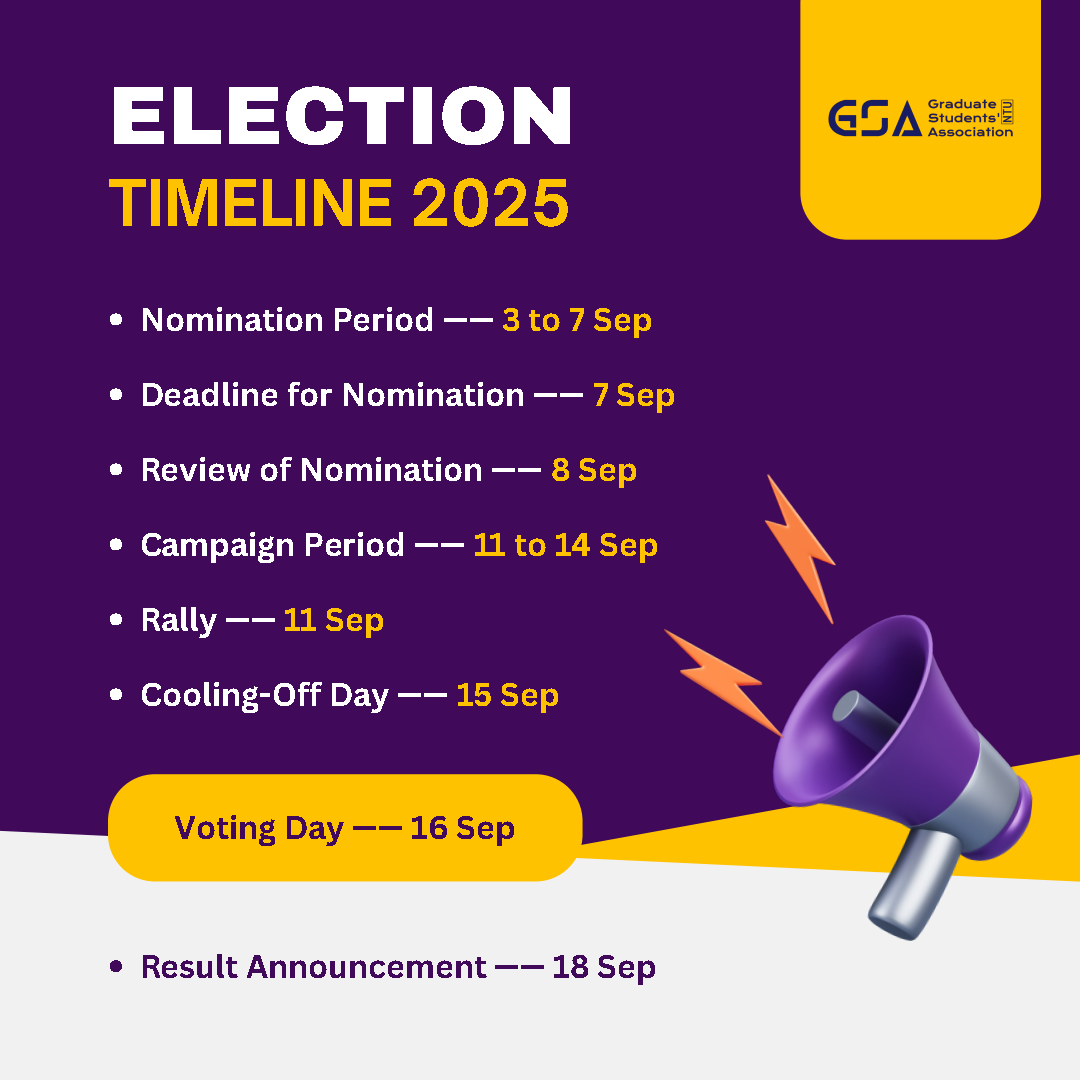 ELECTION
TIMELINE 2025
GSA
Graduate
Students'
Association
NTU
• Nomination Period —— 3 to 7 Sep
• Deadline for Nomination —— 7 Sep
• Review of Nomination —— 8 Sep
• Campaign Period —— 11 to 14 Sep
• Rally —— 11 Sep
• Cooling-Off Day —— 15 Sep
Voting Day —— 16 Sep
• Result Announcement —— 18 Sep